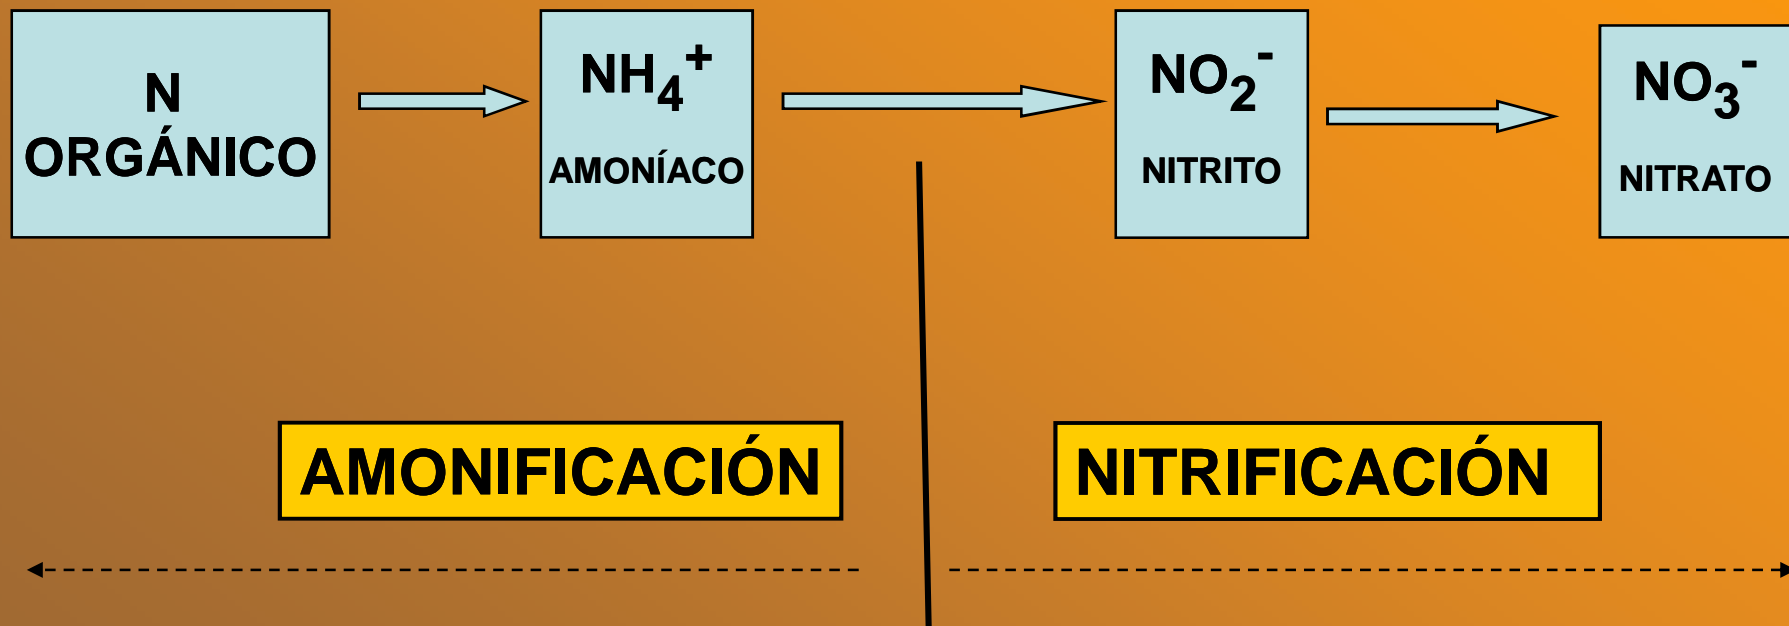 N
ORGÁNICO
NH₄⁺
AMONÍACO
NO₂⁻
NITRITO
NO₃⁻
NITRATO
AMONIFICACIÓN
NITRIFICACIÓN